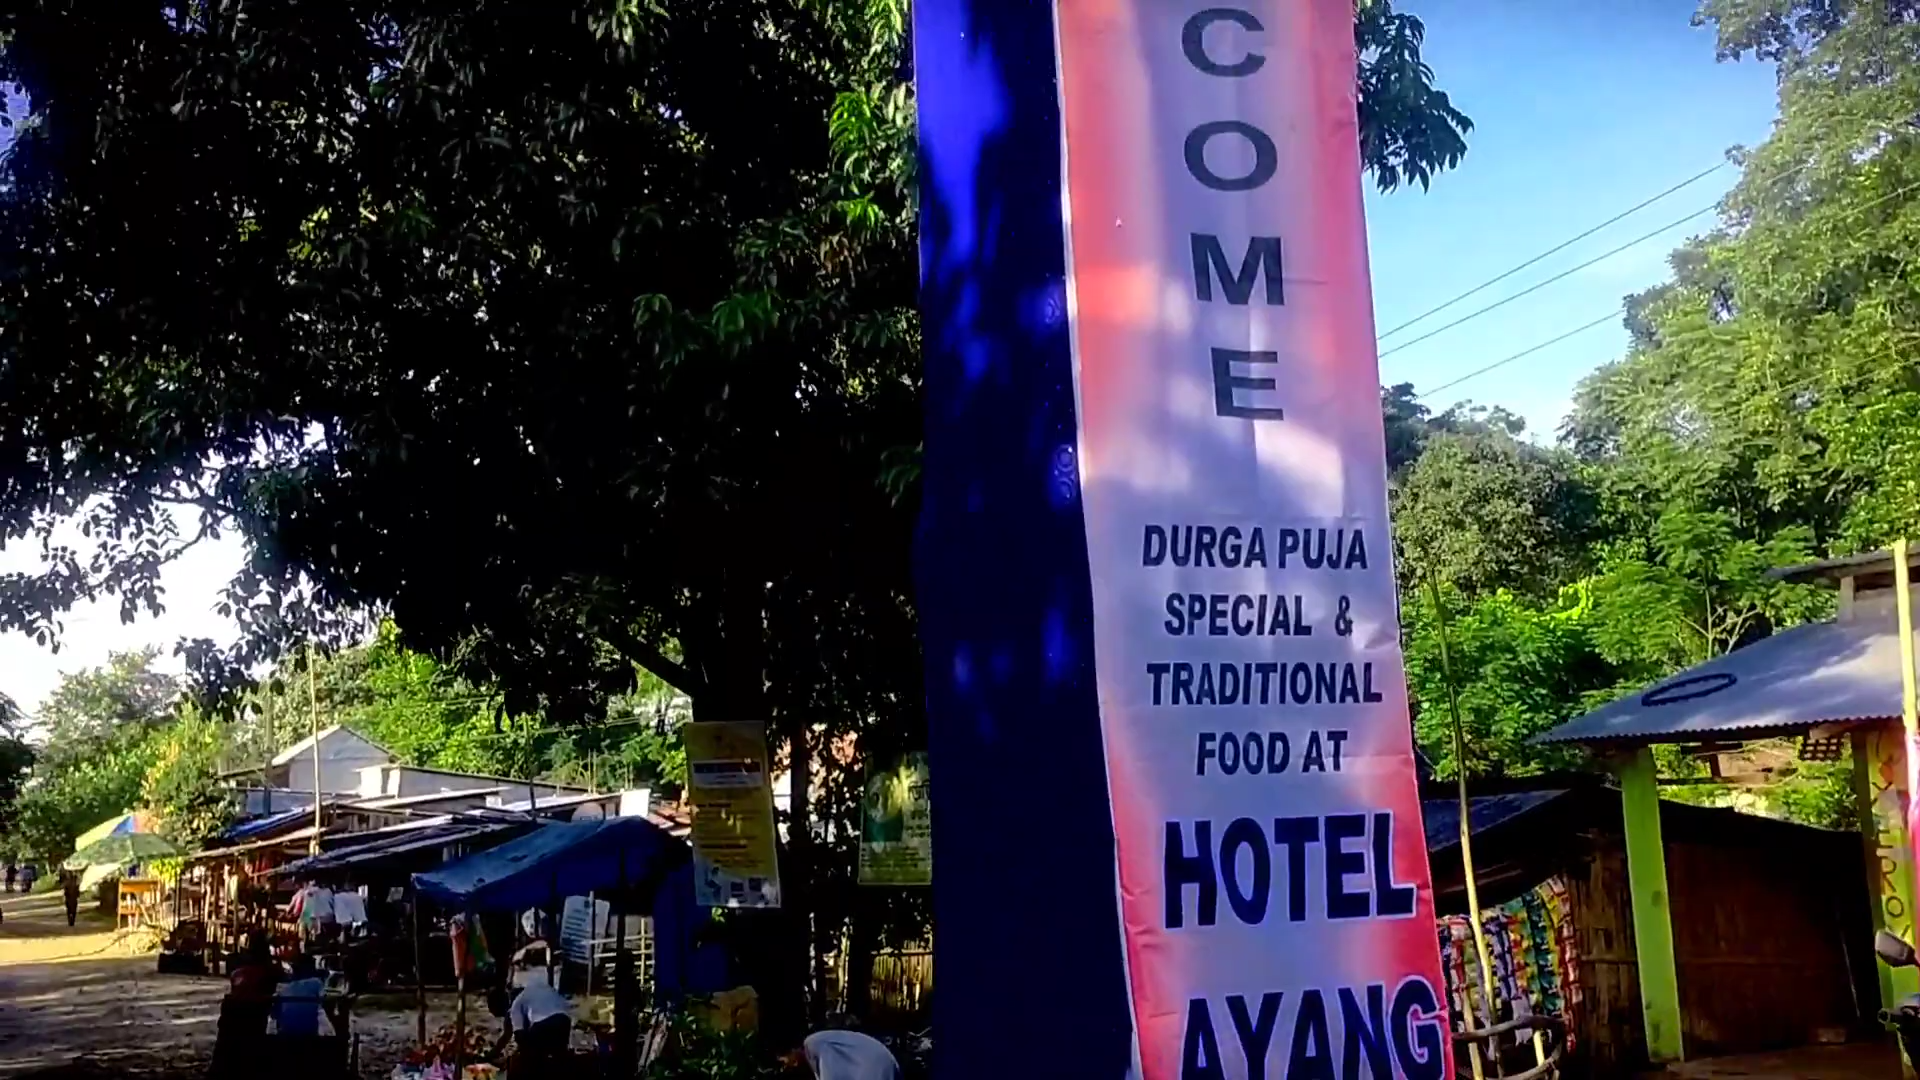 COME
DURGA PUJA
SPECIAL &
TRADITIONAL
FOOD AT
HOTEL
AYANG